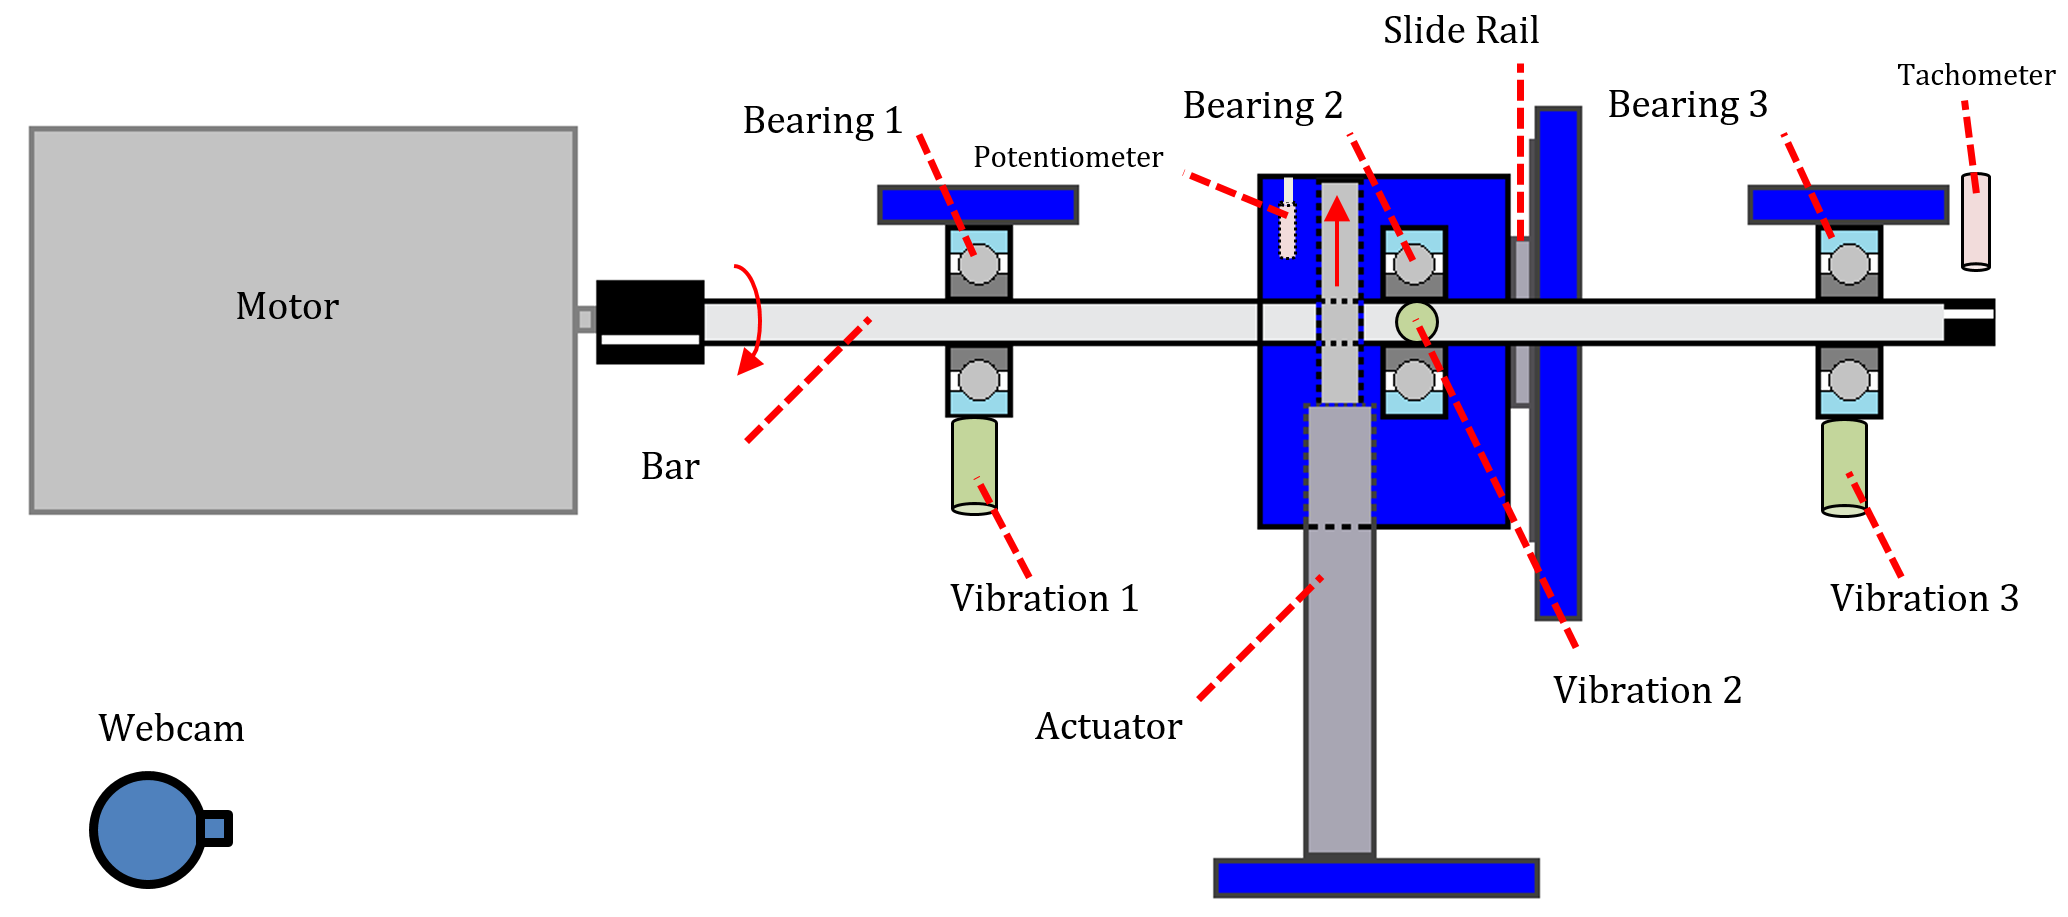 Slide Rail
Tachometer
Bearing 1
Bearing 2
Bearing 3
Potentiometer
Motor
Bar
Vibration 1
Vibration 3
Vibration 2
Actuator
Webcam